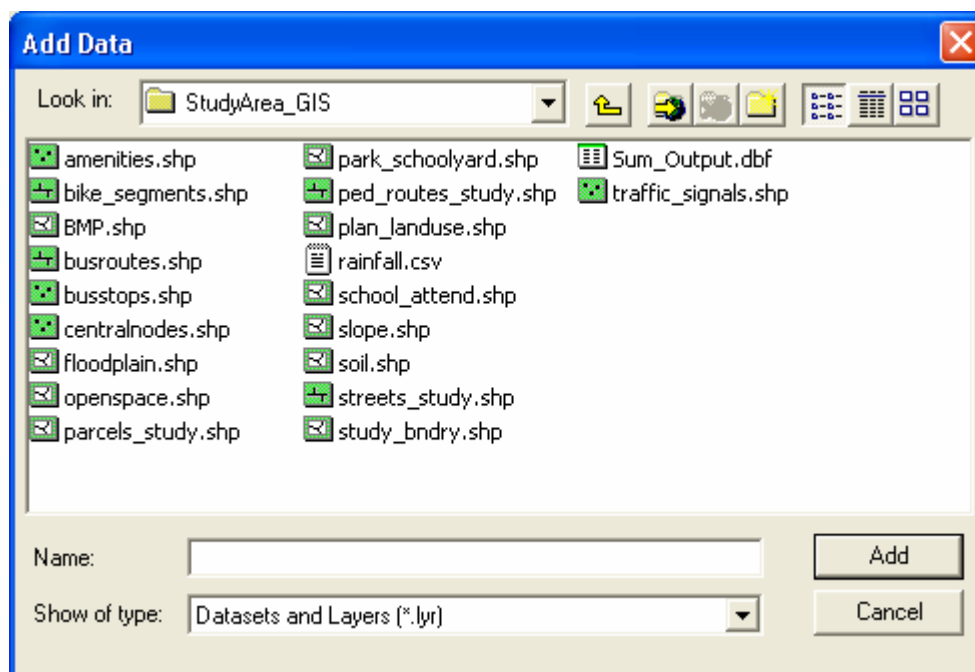 Add Data
Look in: StudyArea_GIS
amenities.shp
bike_segments.shp
BMP.shp
busroutes.shp
busstops.shp
centralnodes.shp
floodplain.shp
openspace.shp
parcels_study.shp
park_schoolyard.shp
ped_routes_study.shp
plan_landuse.shp
rainfall.csv
school_attend.shp
slope.shp
soil.shp
streets_study.shp
study_bndry.shp
Sum_Output.dbf
traffic_signals.shp
Name:
Add
Show of type: Datasets and Layers (*.lyr)
Cancel